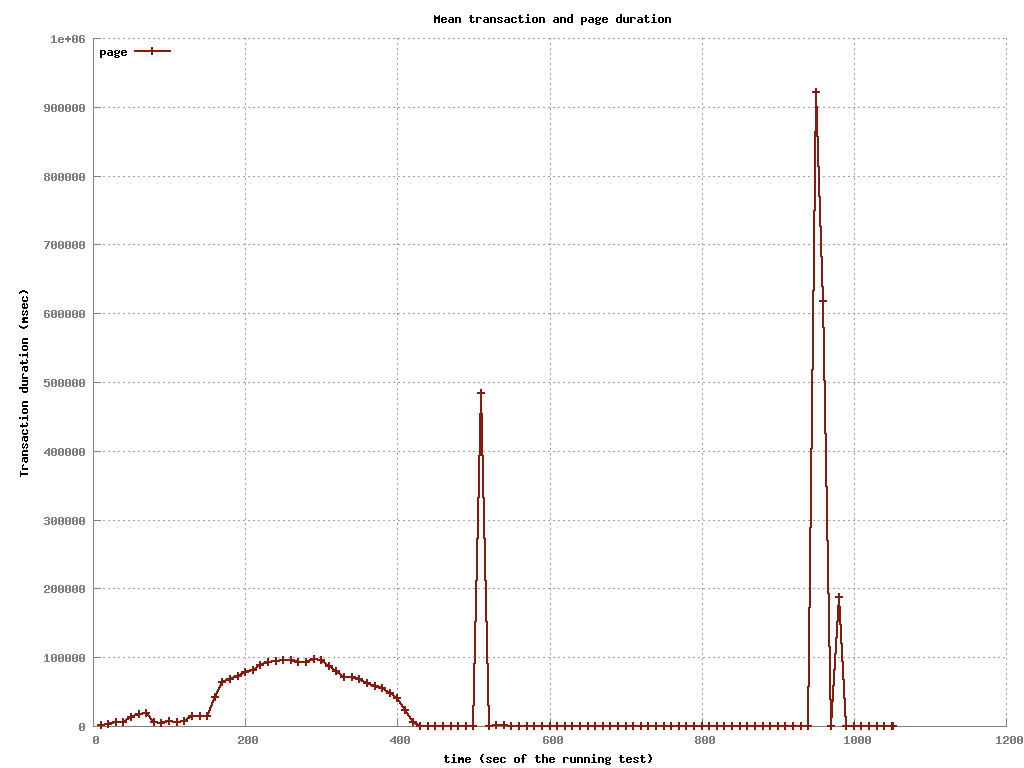 Mean transaction and page duration
1e+06
page
900000
800000
700000
600000
500000
400000
300000
200000
100000
0
Transaction duration (msec)
0 200 400 600 800 1000 1200
time (sec of the running test)